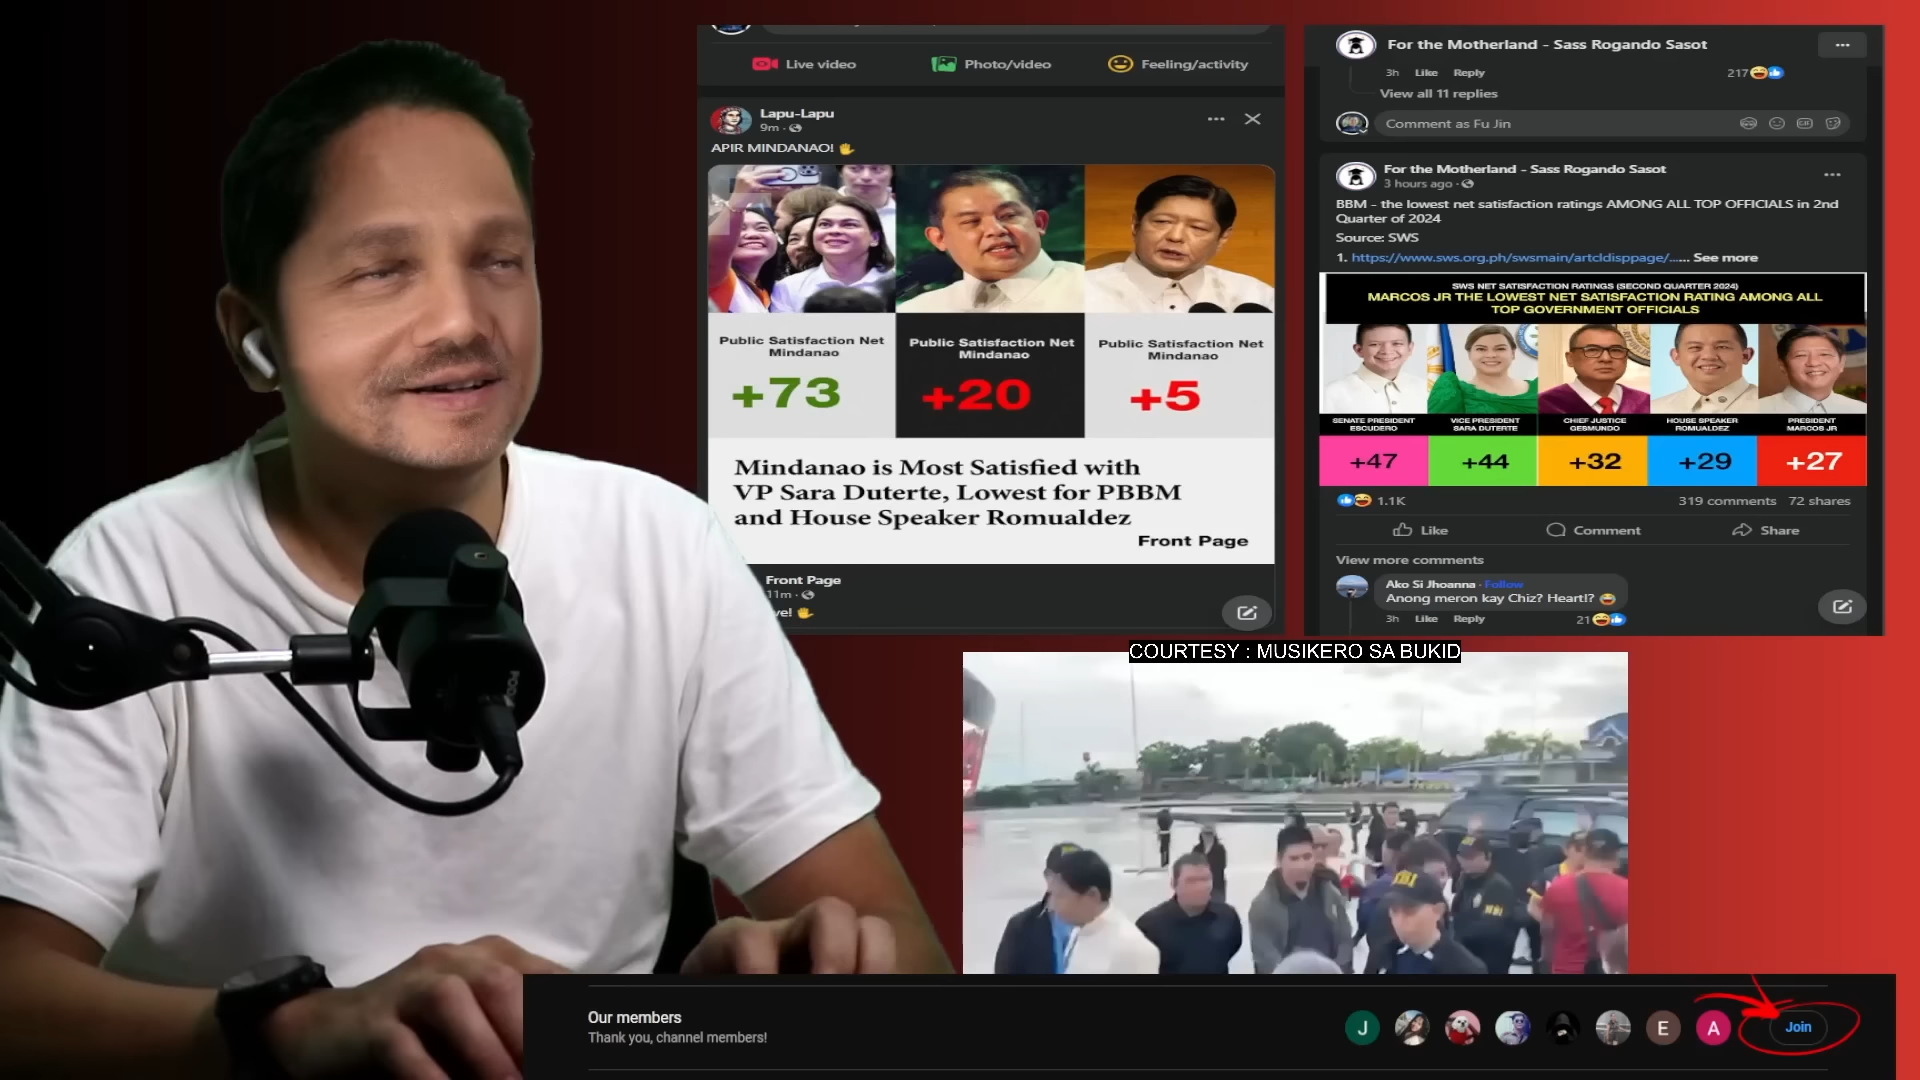 Live video
Photo/video
Feeling/activity
Lapu-Lapu
9m
APIR MINDANAO!
Public Satisfaction Net
Mindanao
+73
Public Satisfaction Net
Mindanao
+20
Public Satisfaction Net
Mindanao
+5
Mindanao is Most Satisfied with
VP Sara Duterte, Lowest for PBBM
and House Speaker Romualdez
Front Page
Front Page
11m
For the Motherland - Sass Rogando Sasot
3h Like Reply
217
View all 11 replies
Comment as Fu Jin
For the Motherland - Sass Rogando Sasot
3 hours ago
BBM - the lowest net satisfaction ratings AMONG ALL TOP OFFICIALS in 2nd
Quarter of 2024
Source: SWS
1. https://www.sws.org.ph/swsmain/artcldisppage/...... See more
SWS NET SATISFACTION RATINGS (SECOND QUARTER 2024)
MARCOS JR THE LOWEST NET SATISFACTION RATING AMONG ALL
TOP GOVERNMENT OFFICIALS
SENATE PRESIDENT
ESCUDERO
VICE PRESIDENT
SARA DUTERTE
CHIEF JUSTICE
GESMUNDO
HOUSE SPEAKER
ROMUALDEZ
PRESIDENT
MARCOS JR
+47
+44
+32
+29
+27
1.1K
319 comments 72 shares
Like
Comment
Share
View more comments
Ako Si Jhoanna · Follow
Anong meron kay Chiz? Heart!?
3h Like Reply
21
COURTESY : MUSIKERO SA BUKID
NBI
Our members
Thank you, channel members!
J
E
A
Join